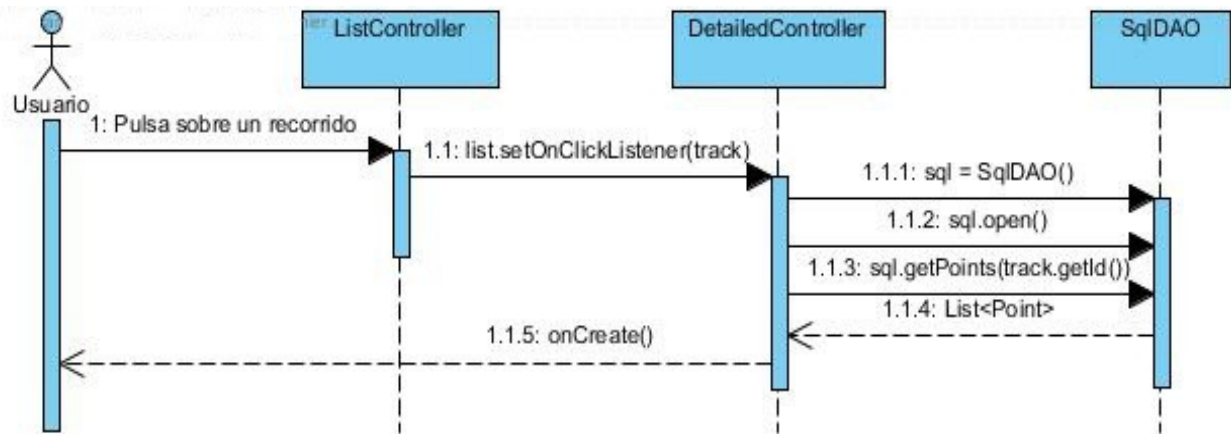 ListController
DetailedController
SqlDAO
Usuario
1: Pulsa sobre un recorrido
1.1: list.setOnClickListener(track)
1.1.1: sql = SqlDAO()
1.1.2: sql.open()
1.1.3: sql.getPoints(track.getId())
1.1.4: List<Point>
1.1.5: onCreate()